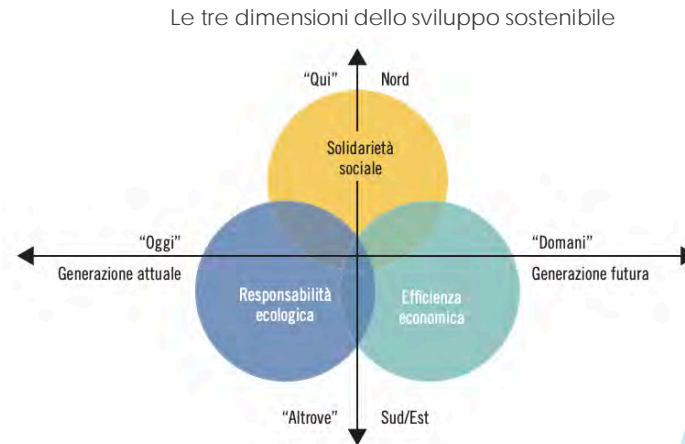 Le tre dimensioni dello sviluppo sostenibile
“Qui” Nord
Solidarietà
sociale
“Oggi” “Domani”
Generazione attuale Generazione futura
Responsabilità
ecologica
Efficienza
economica
“Altrove” Sud/Est